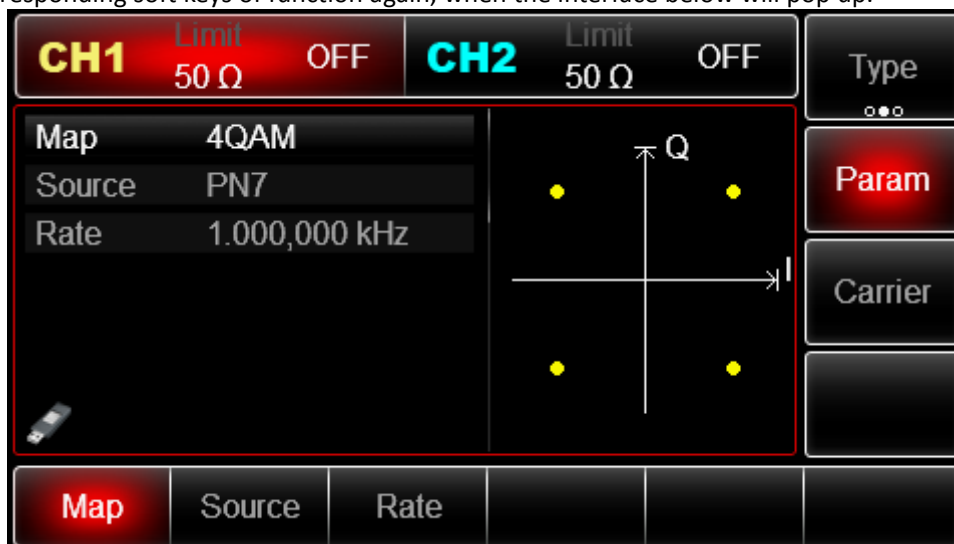 responding soft keys of function again, when the interface below will pop up.
CH1 Limit 50 Ω OFF
CH2 Limit 50 Ω OFF
Type
Map 4QAM
Source PN7
Rate 1.000,000 kHz
Q
I
Param
Carrier
Map Source Rate